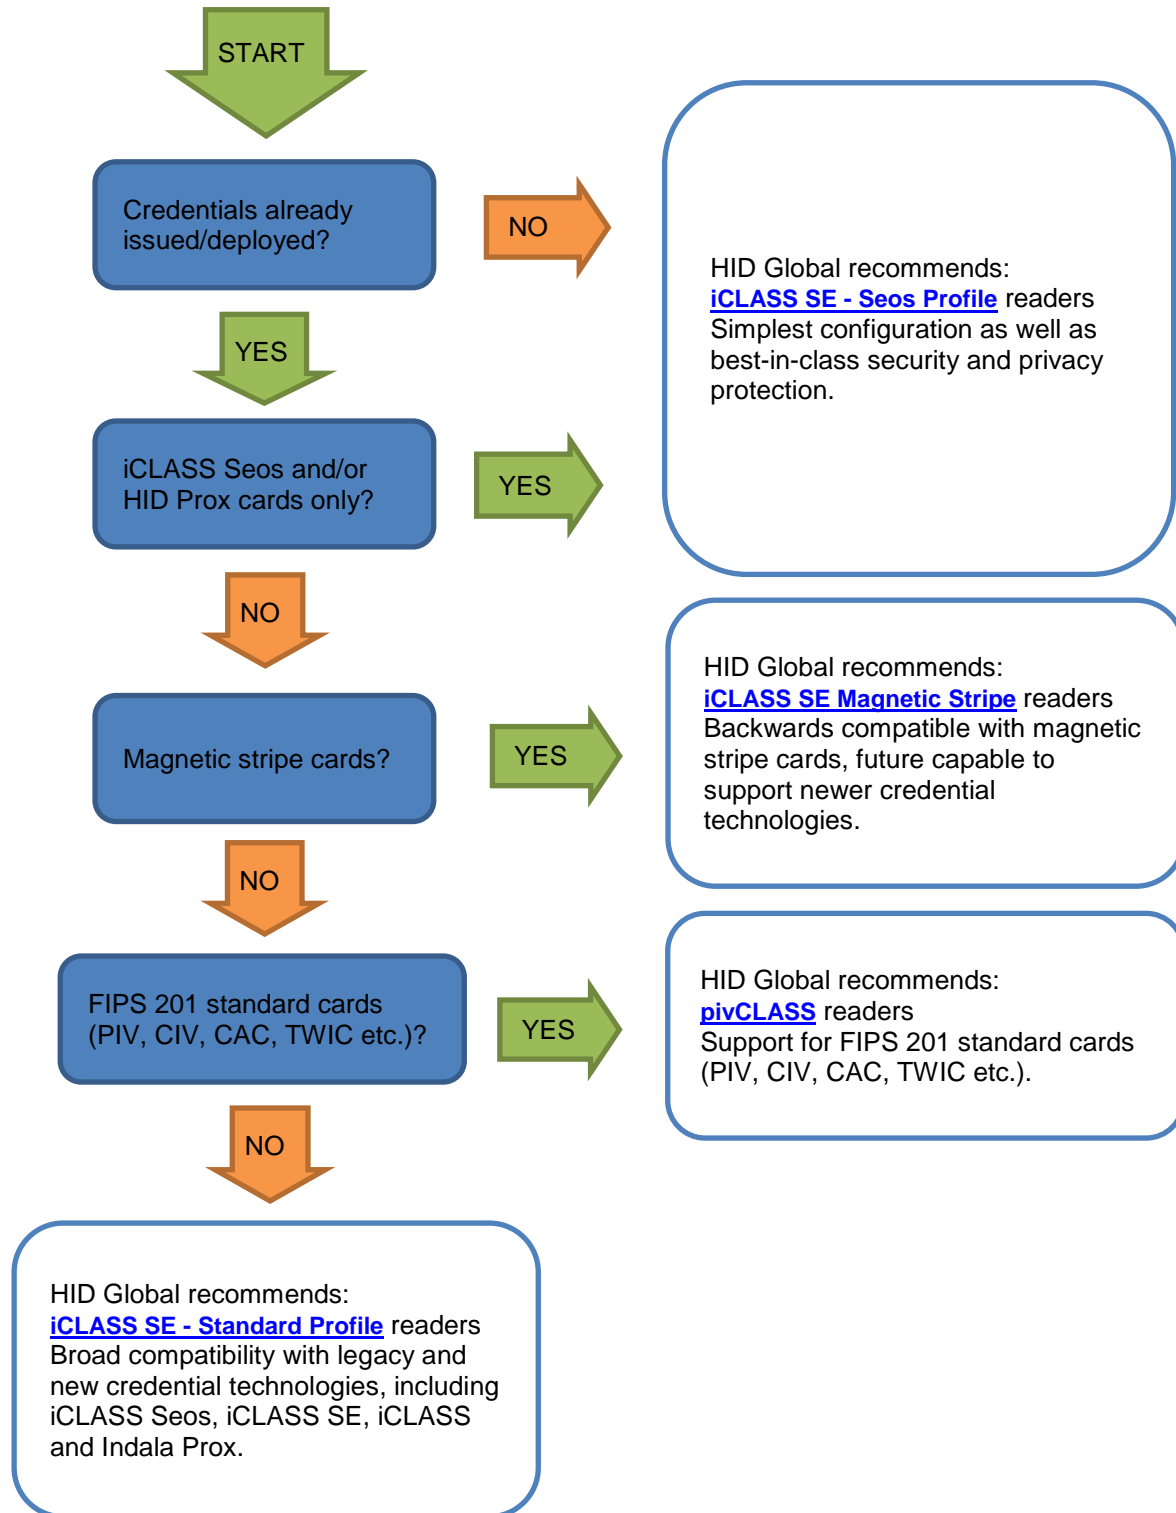 START
Credentials already
issued/deployed?
NO
HID Global recommends:
iCLASS SE - Seos Profile readers
Simplest configuration as well as
best-in-class security and privacy
protection.
YES
iCLASS Seos and/or
HID Prox cards only?
YES
NO
Magnetic stripe cards?
YES
HID Global recommends:
iCLASS SE Magnetic Stripe readers
Backwards compatible with magnetic
stripe cards, future capable to
support newer credential
technologies.
NO
FIPS 201 standard cards
(PIV, CIV, CAC, TWIC etc.)?
YES
HID Global recommends:
pivCLASS readers
Support for FIPS 201 standard cards
(PIV, CIV, CAC, TWIC etc.).
NO
HID Global recommends:
iCLASS SE - Standard Profile readers
Broad compatibility with legacy and
new credential technologies, including
iCLASS Seos, iCLASS SE, iCLASS
and Indala Prox.